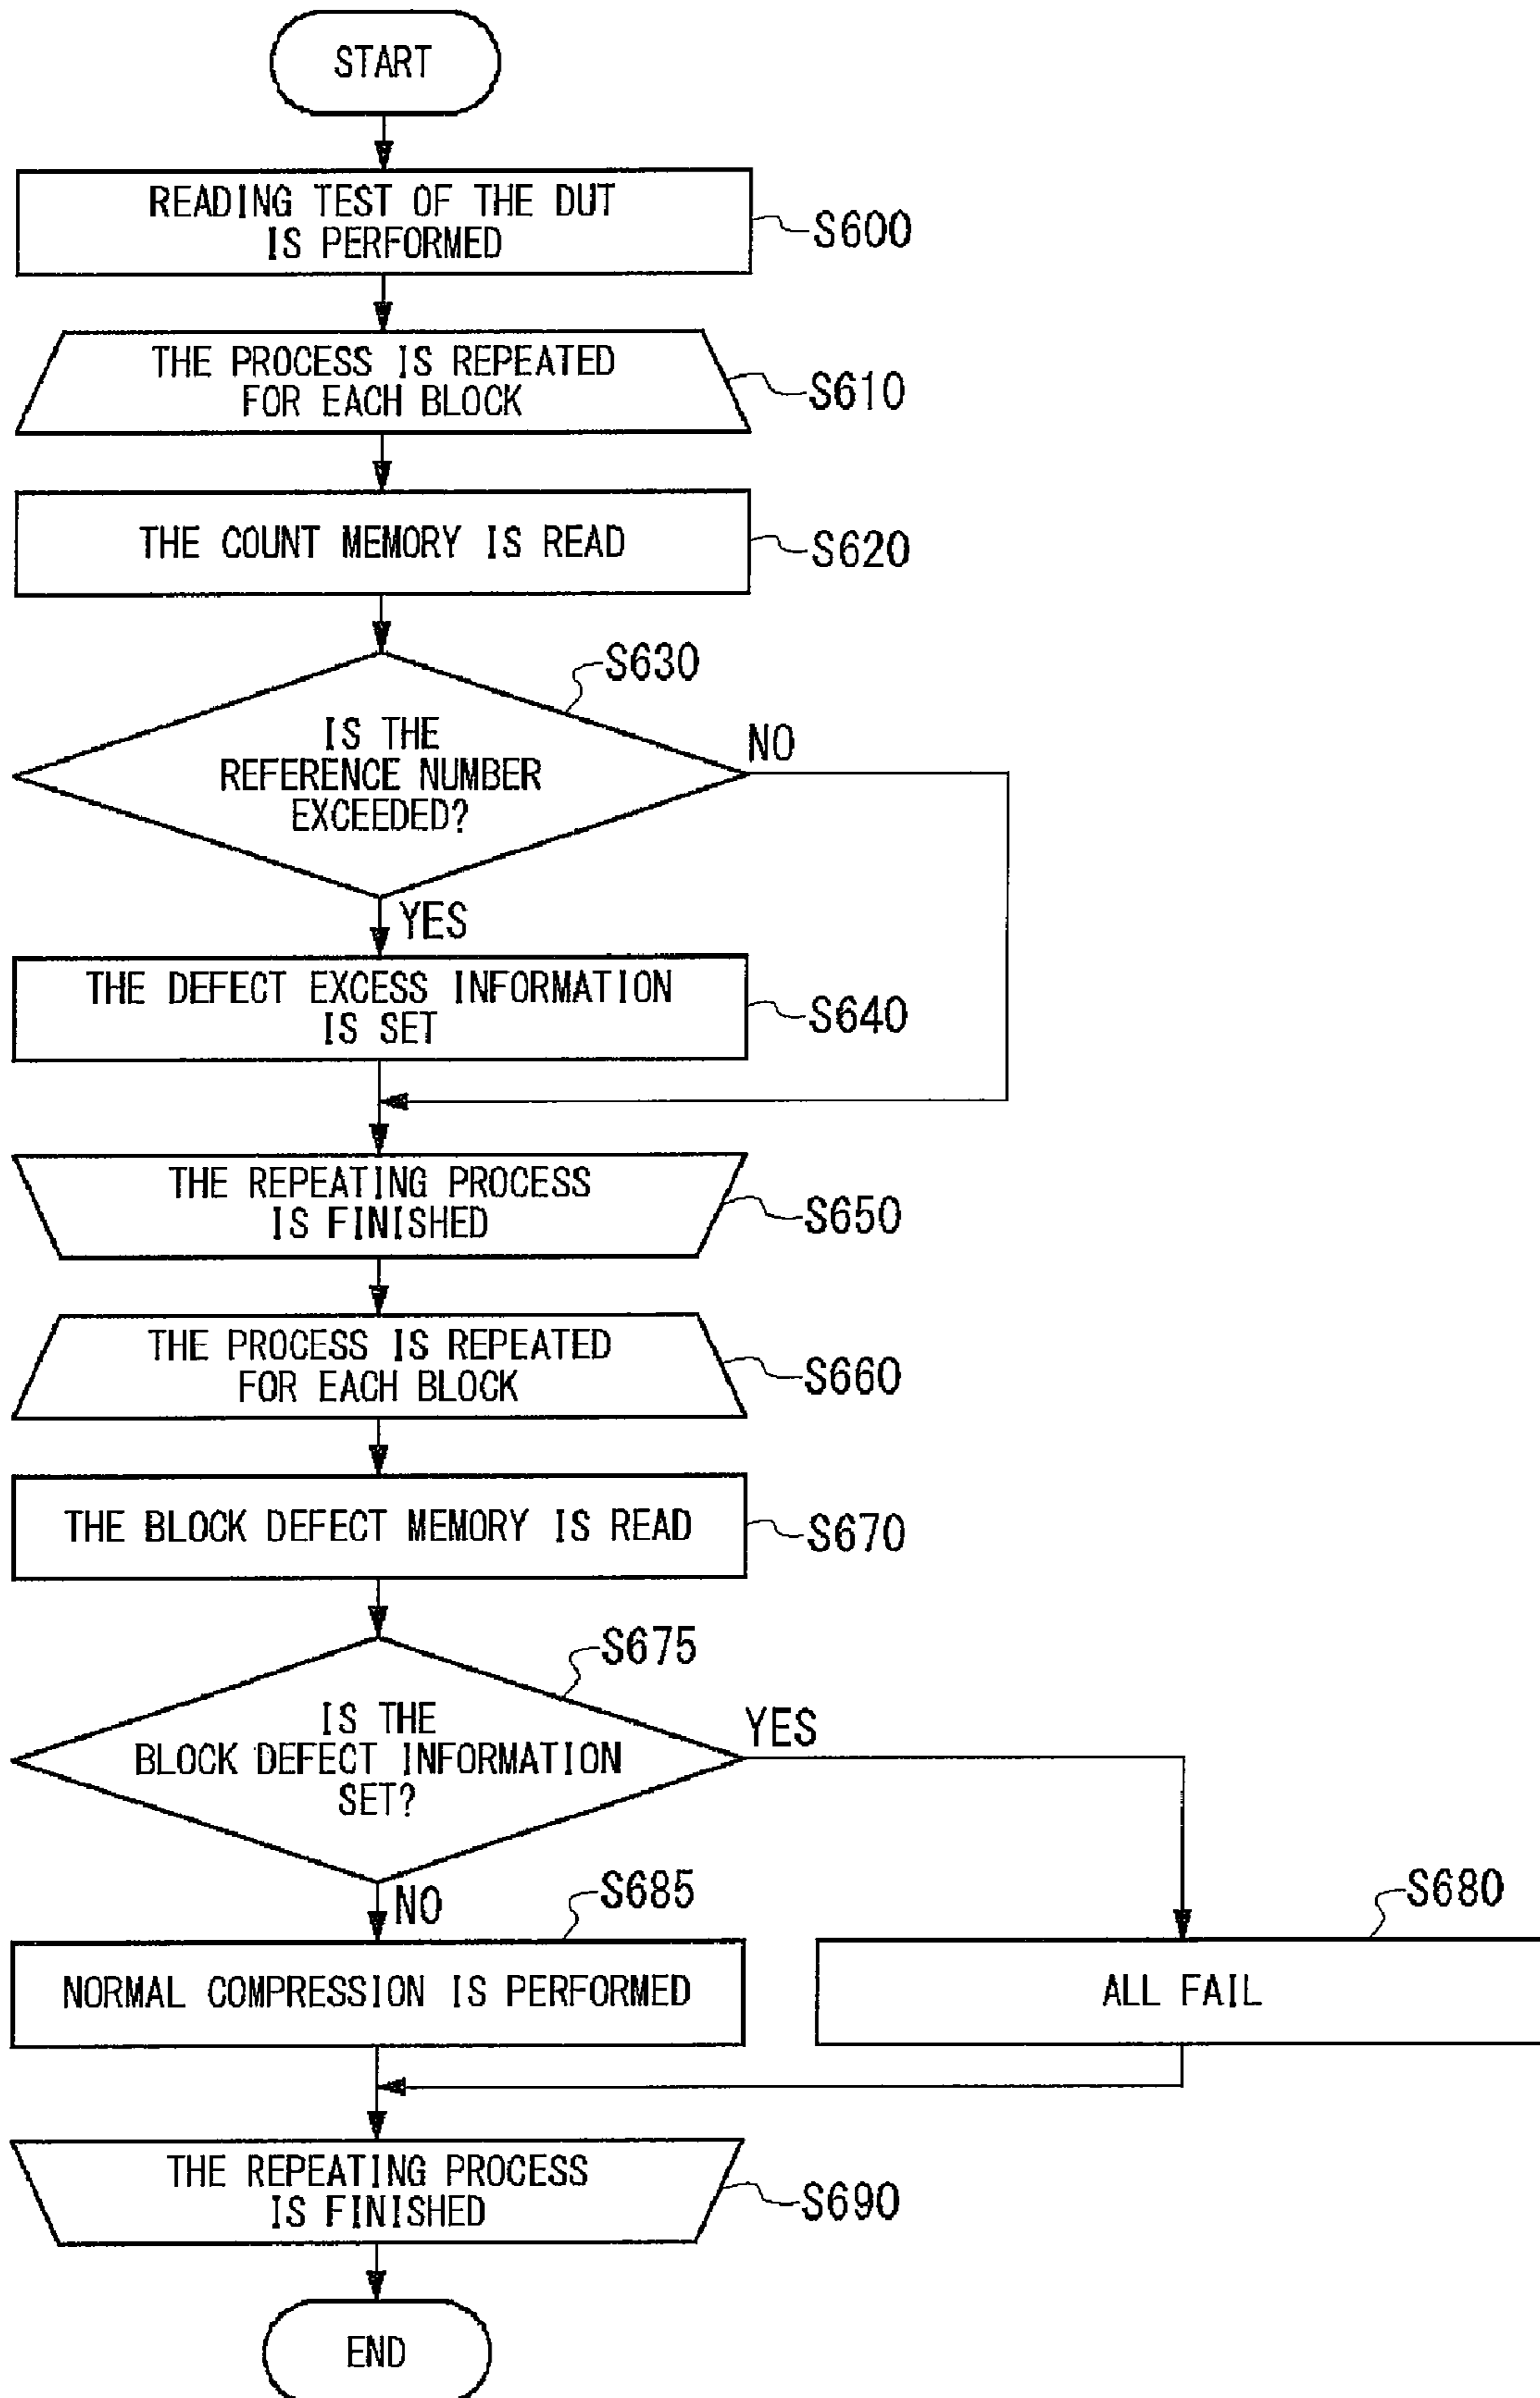 START
READING TEST OF THE DUT
IS PERFORMED
S600
THE PROCESS IS REPEATED
FOR EACH BLOCK
S610
THE COUNT MEMORY IS READ
S620
S630
IS THE
REFERENCE NUMBER
EXCEEDED?
NO
YES
THE DEFECT EXCESS INFORMATION
IS SET
S640
THE REPEATING PROCESS
IS FINISHED
S650
THE PROCESS IS REPEATED
FOR EACH BLOCK
S660
THE BLOCK DEFECT MEMORY IS READ
S670
S675
IS THE
BLOCK DEFECT INFORMATION
SET?
YES
NO
S685
S680
NORMAL COMPRESSION IS PERFORMED
ALL FAIL
THE REPEATING PROCESS
IS FINISHED
S690
END